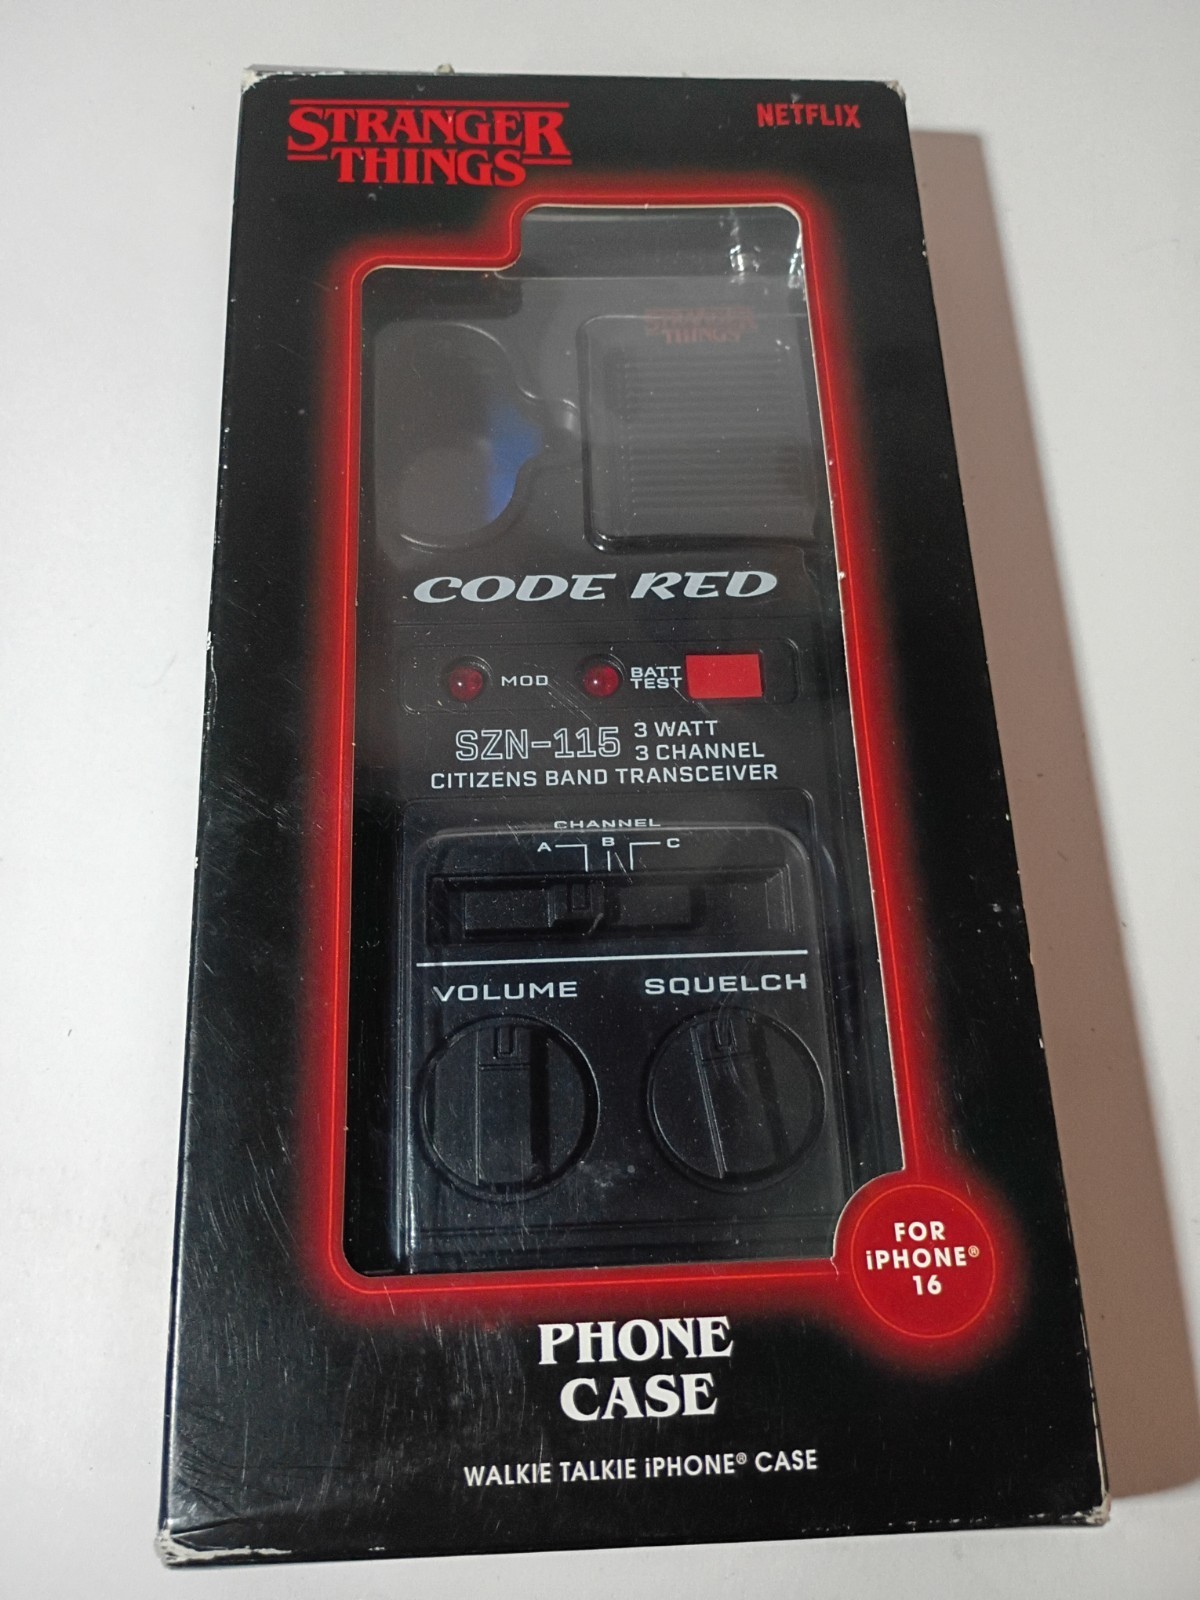 STRANGER
THINGS
NETFLIX
STRANGER
THINGS
CODE RED
MOD
BATT
TEST
SZN-115
3 WATT
3 CHANNEL
CITIZENS BAND TRANSCEIVER
CHANNEL
A B C
VOLUME
SQUELCH
FOR
iPHONE®
16
PHONE
CASE
WALKIE TALKIE iPHONE® CASE